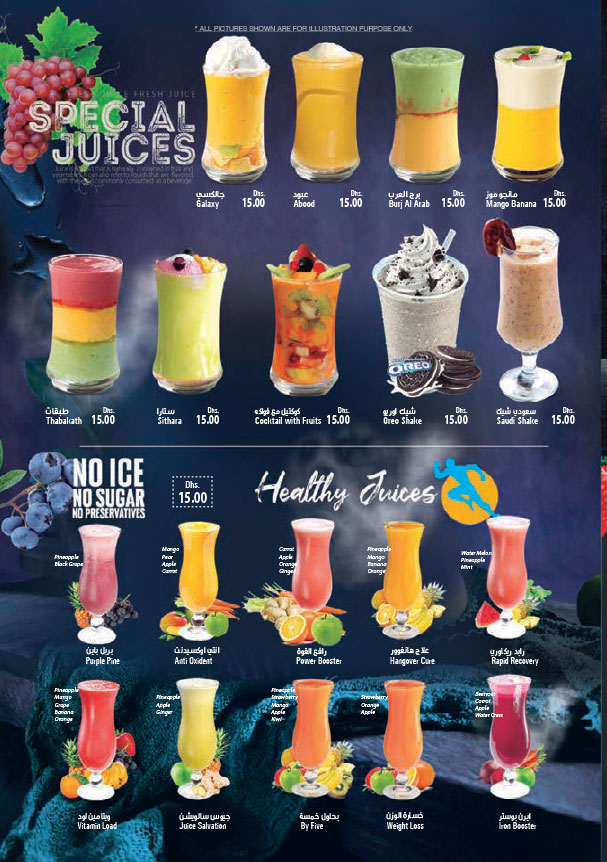 * ALL PICTURES SHOWN ARE FOR ILLUSTRATION PURPOSE ONLY
FRESH JUICE
SPECIAL
JUICES
جالكسي
Galaxy
Dhs.
15.00
عبود
Abood
Dhs.
15.00
برج العرب
Burj Al Arab
Dhs.
15.00
مانجو موز
Mango Banana
Dhs.
15.00
طبقات
Thabakath
Dhs.
15.00
ستارا
Sithara
Dhs.
15.00
كوكتيل مع فواكه
Cocktail with Fruits
Dhs.
15.00
OREO
شيك اوريو
Oreo Shake
Dhs.
15.00
سعودي شيك
Saudi Shake
Dhs.
15.00
NO ICE
NO SUGAR
NO PRESERVATIVES
Dhs.
15.00
Healthy Juices
Pineapple
Black Grape
بربل باين
Purple Pine
Mango
Pear
Apple
Carrot
انتي اوكسيدنت
Anti Oxident
Carrot
Apple
Orange
Ginger
رافع القوة
Power Booster
Pineapple
Mango
Banana
Orange
علاج هانغوور
Hangover Cure
Water Melon
Pineapple
Mint
رابد ريكاوري
Rapid Recovery
Pineapple
Mango
Grape
Banana
Orange
ويتامين لود
Vitamin Load
Pineapple
Apple
Ginger
جيوس سالويشن
Juice Salvation
Pineapple
Strawberry
Mango
Apple
Kiwi
بحلول خمسة
By Five
Strawberry
Orange
Apple
خسارة الوزن
Weight Loss
Beetroot
Carrot
Apple
Water Cress
ايرن بوستر
Iron Booster